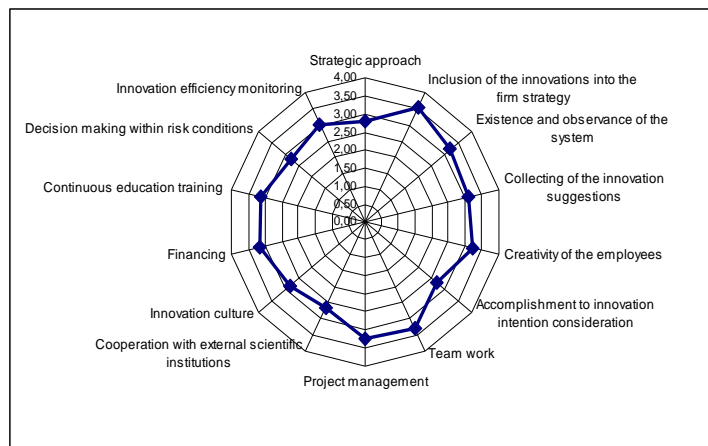 Strategic approach
4,00
3,50
3,00
2,50
2,00
1,50
1,00
0,50
0,00
Inclusion of the innovations into the
firm strategy
Existence and observance of the
system
Collecting of the innovation
suggestions
Creativity of the employees
Accomplishment to innovation
intention consideration
Team work
Project management
Cooperation with external scientific
institutions
Innovation culture
Financing
Continuous education training
Decision making within risk conditions
Innovation efficiency monitoring